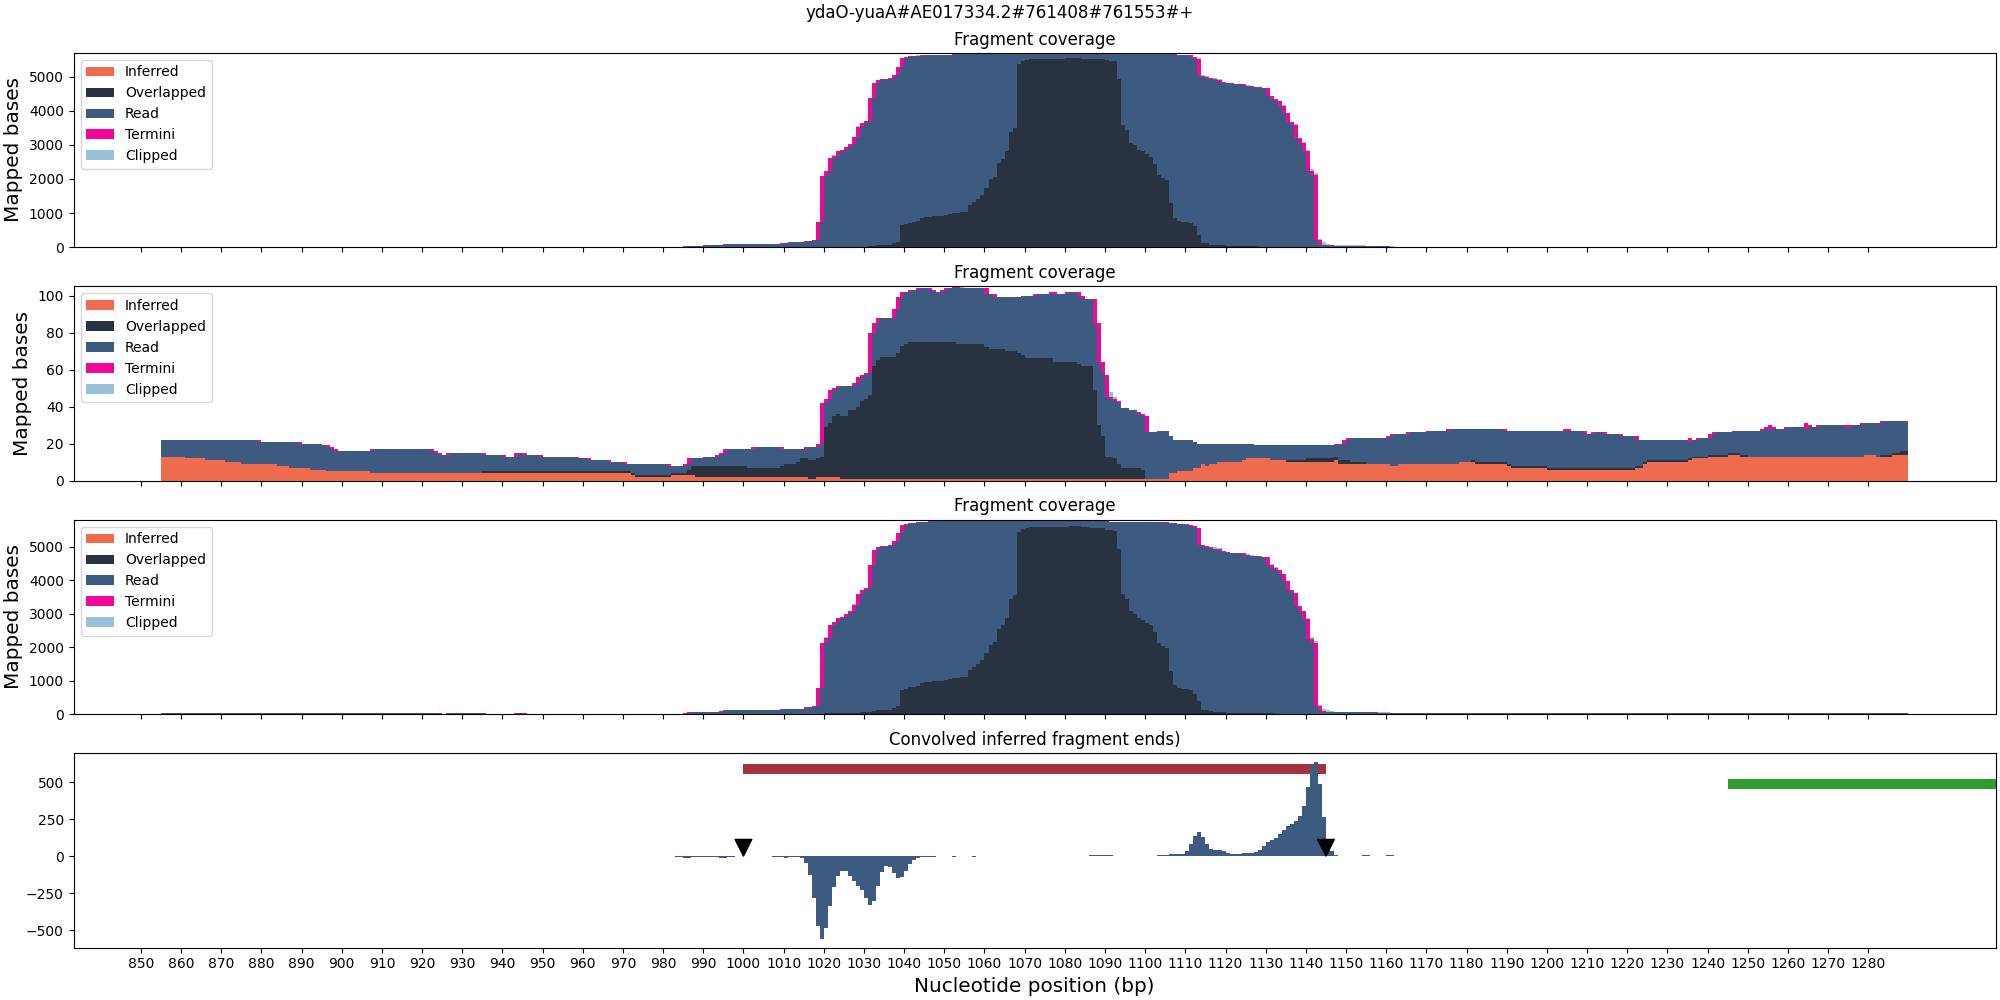 ydaO-yuaA#AE017334.2#761408#761553#+
Fragment coverage
Mapped bases
5000
4000
3000
2000
1000
0
Inferred
Overlapped
Read
Termini
Clipped
Fragment coverage
Mapped bases
100
80
60
40
20
0
Inferred
Overlapped
Read
Termini
Clipped
Fragment coverage
Mapped bases
5000
4000
3000
2000
1000
0
Inferred
Overlapped
Read
Termini
Clipped
Convolved inferred fragment ends)
500
250
0
−250
−500
850 860 870 880 890 900 910 920 930 940 950 960 970 980 990 1000 1010 1020 1030 1040 1050 1060 1070 1080 1090 1100 1110 1120 1130 1140 1150 1160 1170 1180 1190 1200 1210 1220 1230 1240 1250 1260 1270 1280
Nucleotide position (bp)